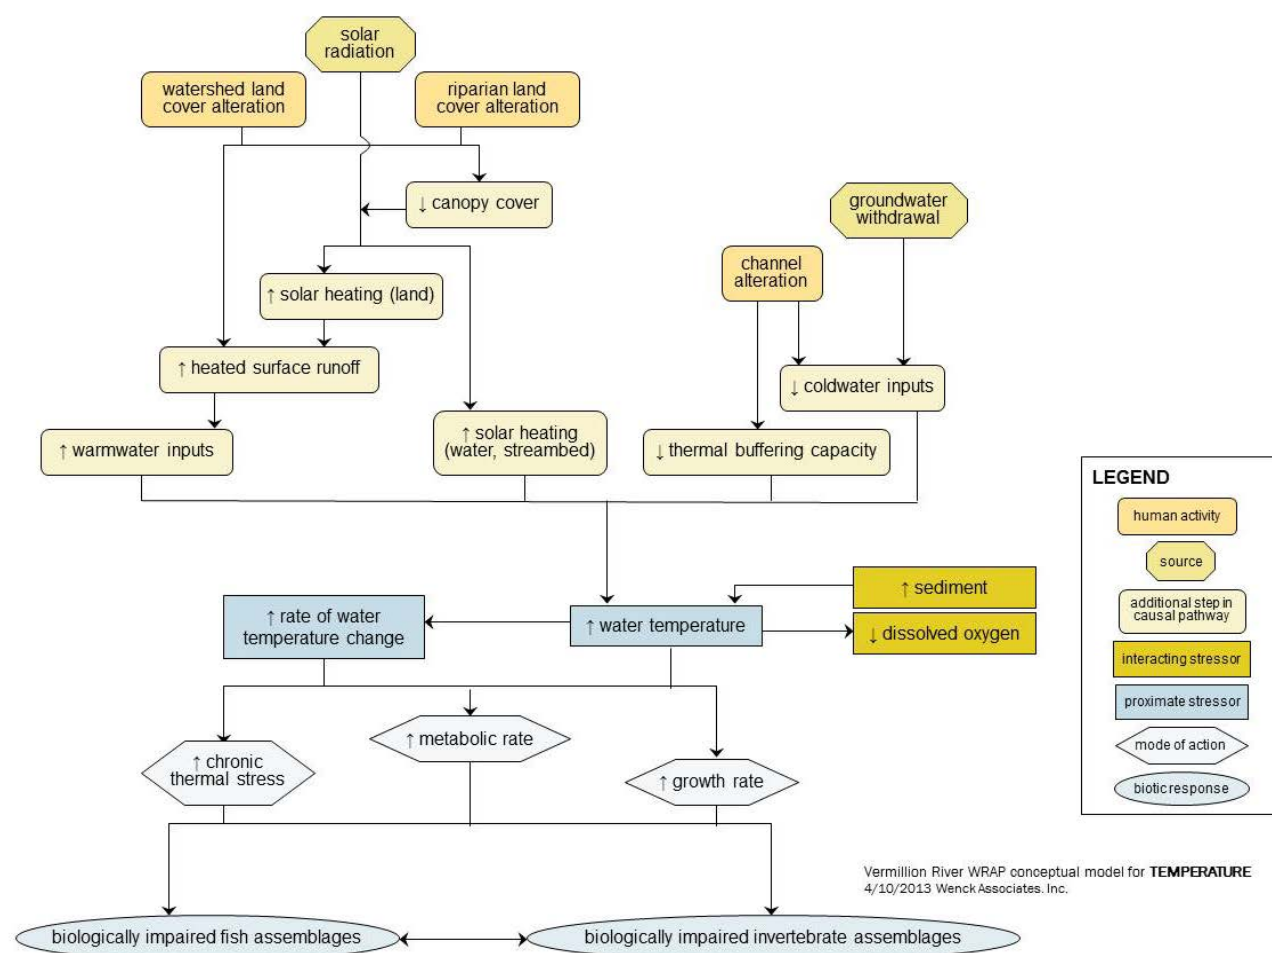 solar
radiation
watershed land
cover alteration
riparian land
cover alteration
↓ canopy cover
groundwater
withdrawal
channel
alteration
↑ solar heating (land)
↑ heated surface runoff
↓ coldwater inputs
↑ warmwater inputs
↑ solar heating
(water, streambed)
↓ thermal buffering capacity
LEGEND
human activity
source
additional step in
causal pathway
interacting stressor
proximate stressor
mode of action
biotic response
↑ sediment
↑ rate of water
temperature change
↑ water temperature
↓ dissolved oxygen
↑ metabolic rate
↑ chronic
thermal stress
↑ growth rate
Vermillion River WRAP conceptual model for TEMPERATURE
4/10/2013 Wenck Associates. Inc.
biologically impaired fish assemblages
biologically impaired invertebrate assemblages